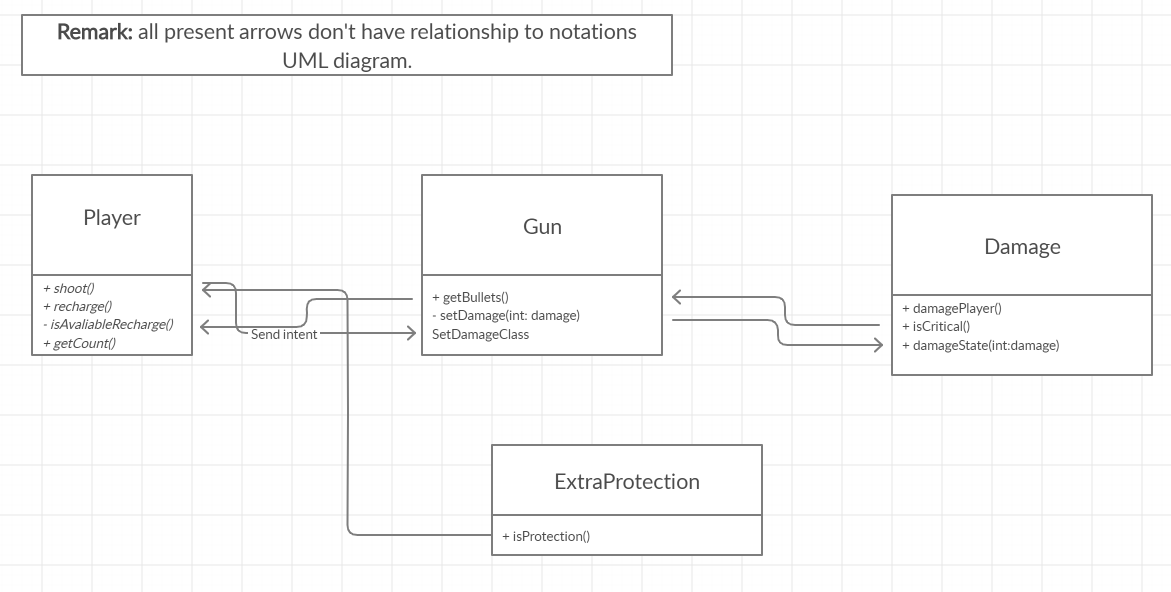 Remark: all present arrows don't have relationship to notations
UML diagram.
Player
+ shoot()
+ recharge()
- isAvaliableRecharge()
+ getCount()
Send intent
Gun
+ getBullets()
- setDamage(int: damage)
SetDamageClass
Damage
+ damagePlayer()
+ isCritical()
+ damageState(int:damage)
ExtraProtection
+ isProtection()